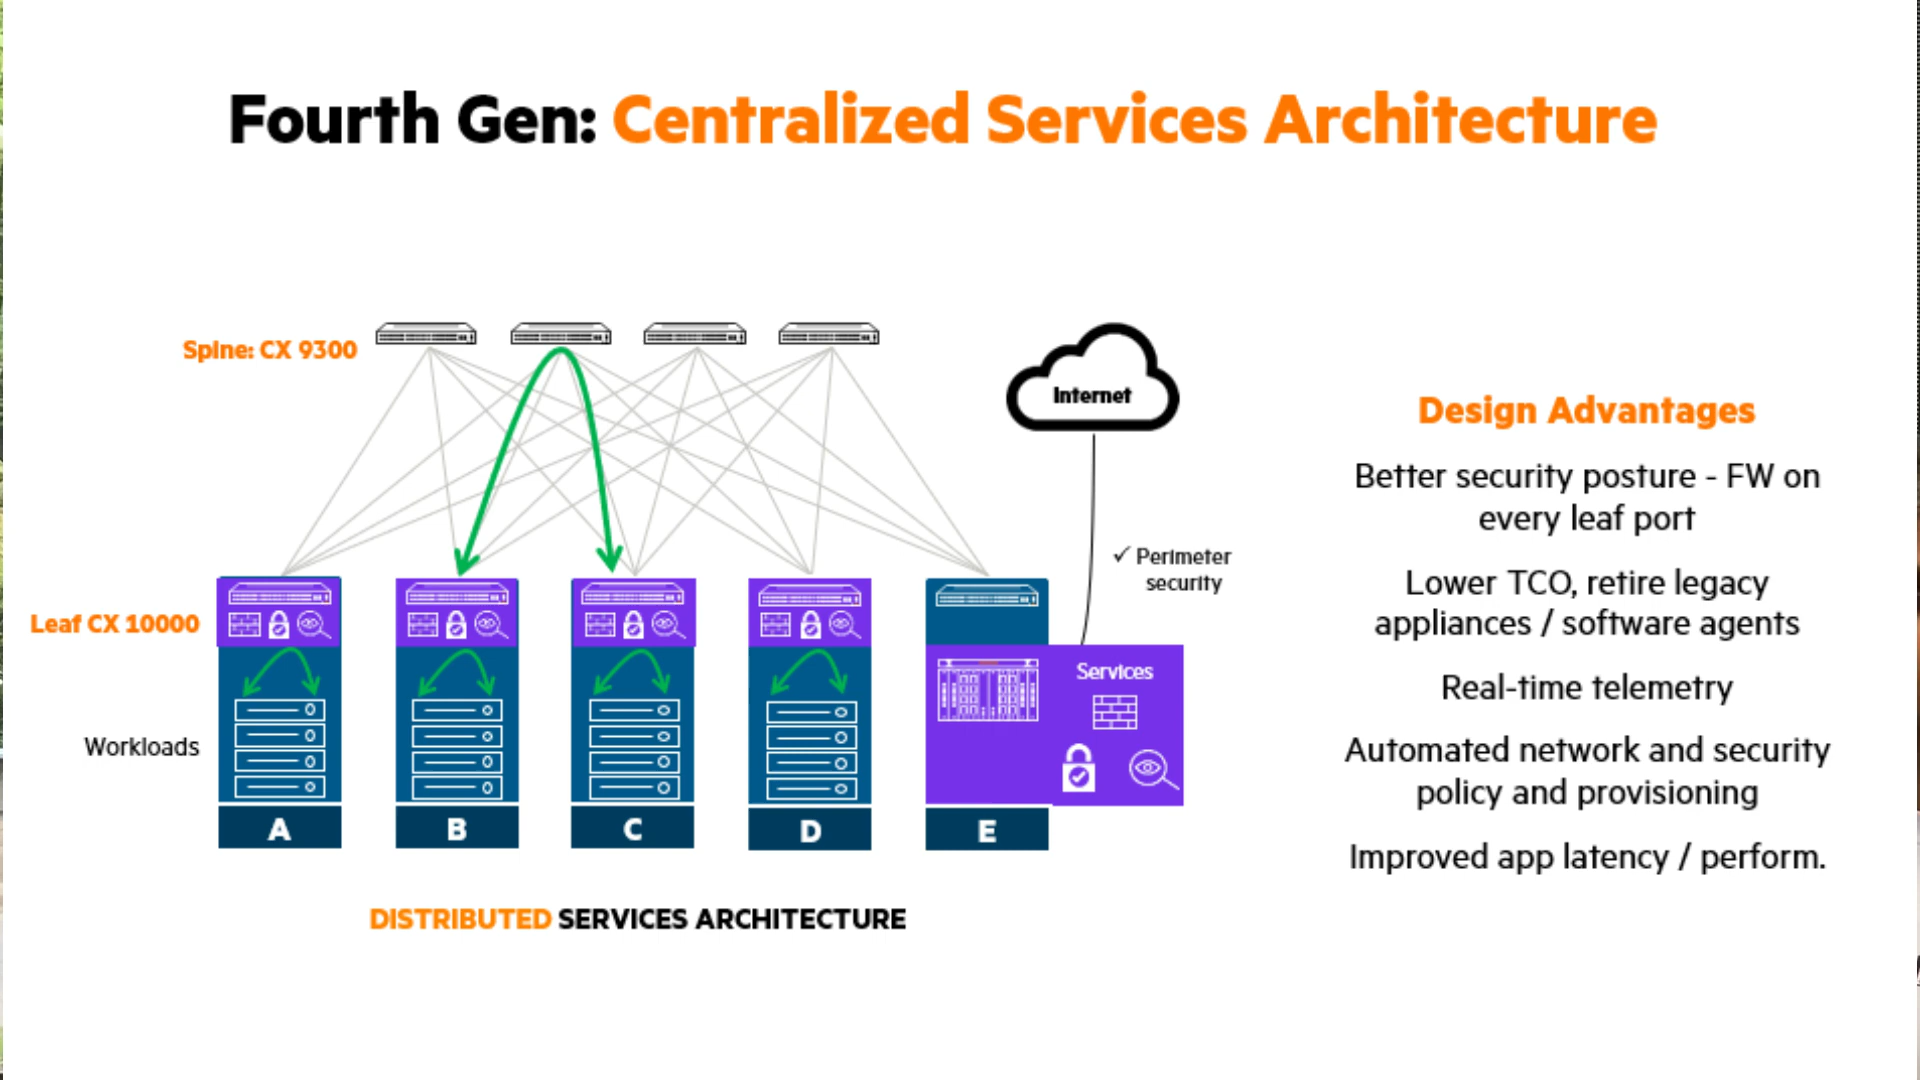 Fourth Gen: Centralized Services Architecture
Spine: CX 9300
Internet
✓ Perimeter
security
Leaf CX 10000
Services
Workloads
A
B
C
D
E
DISTRIBUTED SERVICES ARCHITECTURE
Design Advantages
Better security posture - FW on
every leaf port
Lower TCO, retire legacy
appliances / software agents
Real-time telemetry
Automated network and security
policy and provisioning
Improved app latency / perform.